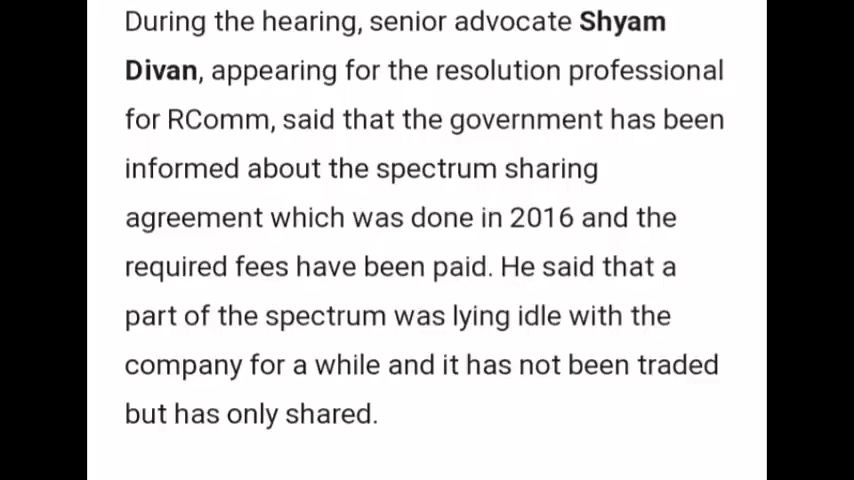 During the hearing, senior advocate Shyam
Divan, appearing for the resolution professional
for RComm, said that the government has been
informed about the spectrum sharing
agreement which was done in 2016 and the
required fees have been paid. He said that a
part of the spectrum was lying idle with the
company for a while and it has not been traded
but has only shared.